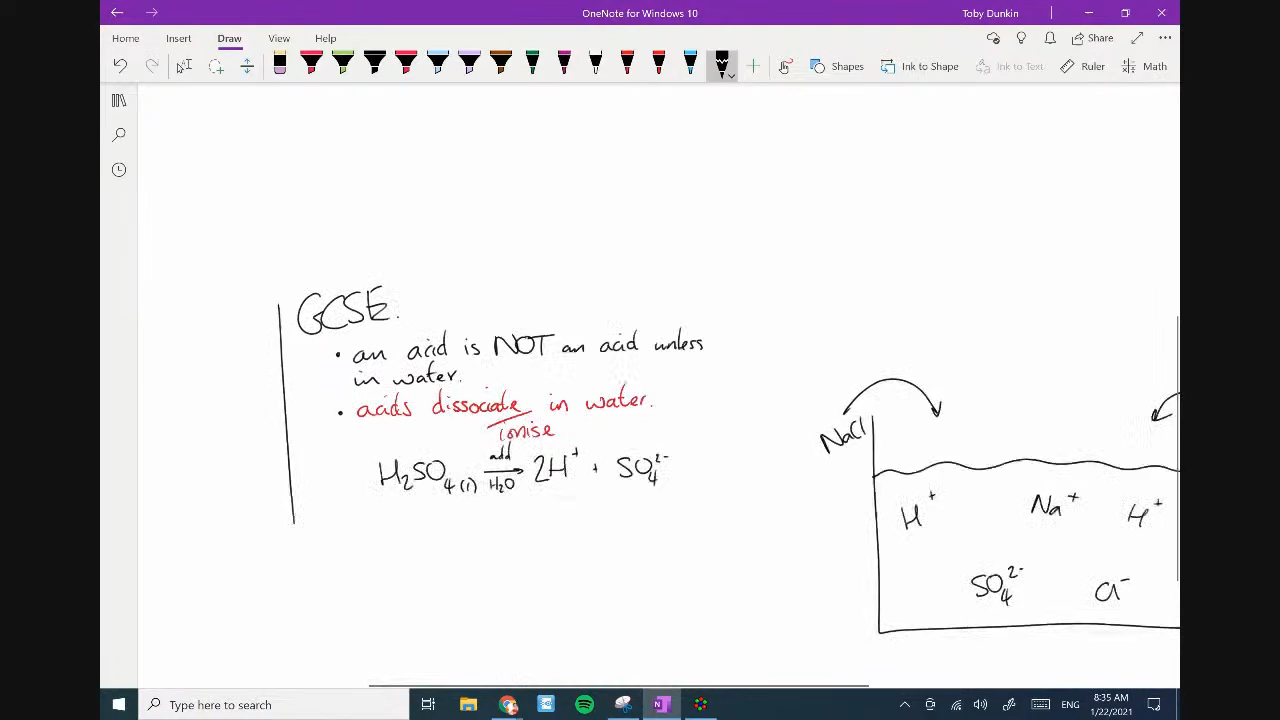 OneNote for Windows 10
Toby Dunkin
Home Insert Draw View Help
Share
Shapes Ink to Shape Ink to Text Ruler Math
GCSE.
• an acid is NOT an acid unless
in water.
• acids dissociate in water.
ionise
H₂SO₄(l) add H₂O → 2H⁺ + SO₄²⁻
NaCl
H⁺ Na⁺ H⁺
SO₄²⁻ Cl⁻
Type here to search
ENG
8:35 AM
1/22/2021